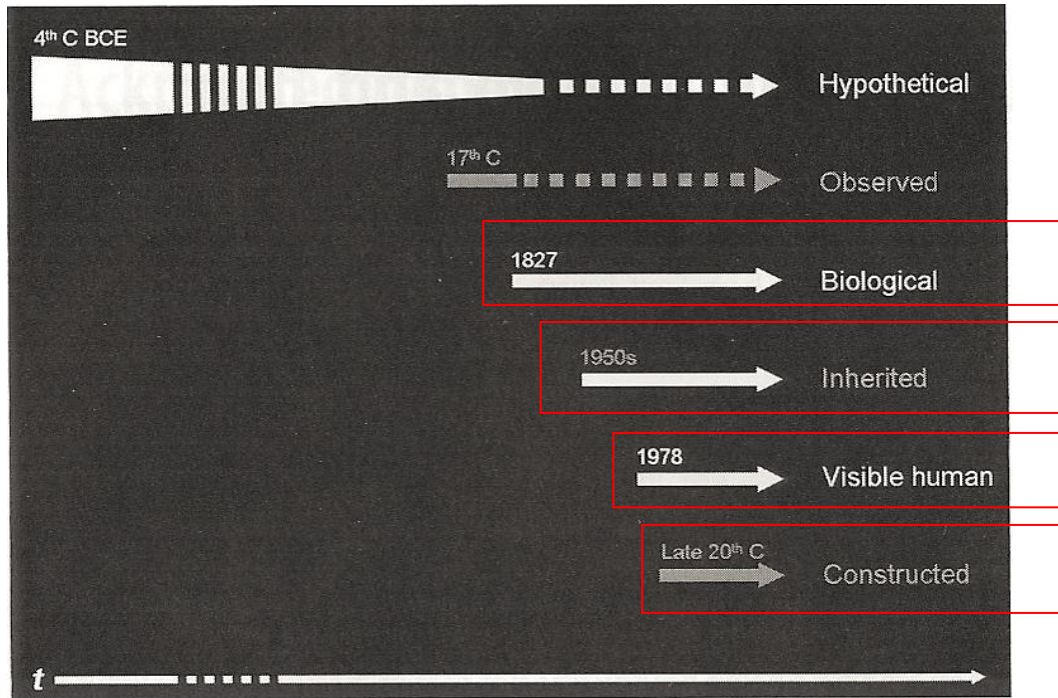 4th C BCE
Hypothetical
17th C
Observed
1827
Biological
1950s
Inherited
1978
Visible human
Late 20th C
Constructed
t